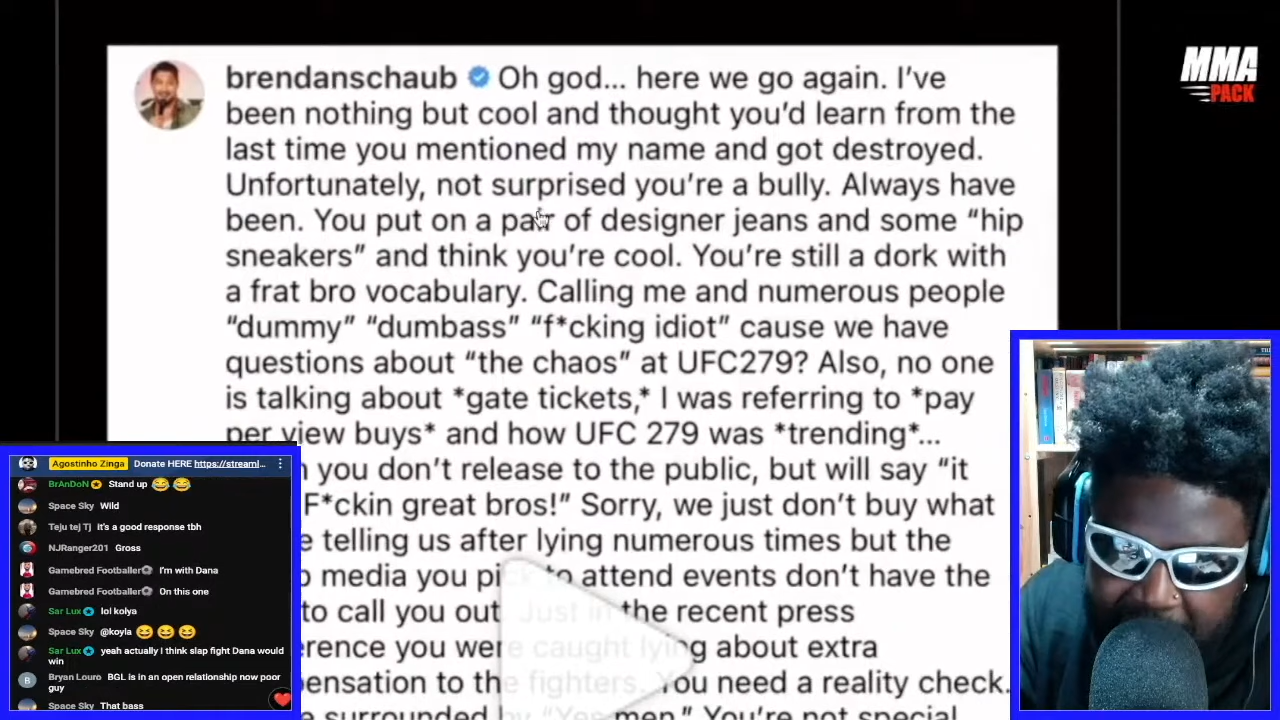 MMA
PACK
brendanschaub Oh god... here we go again. I've
been nothing but cool and thought you'd learn from the
last time you mentioned my name and got destroyed.
Unfortunately, not surprised you're a bully. Always have
been. You put on a pair of designer jeans and some “hip
sneakers” and think you're cool. You're still a dork with
a frat bro vocabulary. Calling me and numerous people
“dummy” “dumbass” “f*cking idiot” cause we have
questions about “the chaos” at UFC279? Also, no one
is talking about *gate tickets,* I was referring to *pay
per view buys* and how UFC 279 was *trending*...
you don't release to the public, but will say “it
F*ckin great bros!” Sorry, we just don't buy what
telling us after lying numerous times but the
media you pick to attend events don't have the
to call you out. Just in the recent press
erence you were caught lying about extra
ensation to the fighters. You need a reality check.
surrounded by “Yes men.” You're not special
Agostinho Zinga Donate HERE https://streaml...
BrAnDoN Stand up 😂 😂
Space Sky Wild
Teju tej Tj it's a good response tbh
NJRanger201 Gross
Gamebred Footballer I'm with Dana
Gamebred Footballer On this one
Sar Lux lol kolya
Space Sky @koyla 😆 😆 😆
Sar Lux yeah actually I think slap fight Dana would
win
B Bryan Louro BGL is in an open relationship now poor
guy
Space Sky That bass